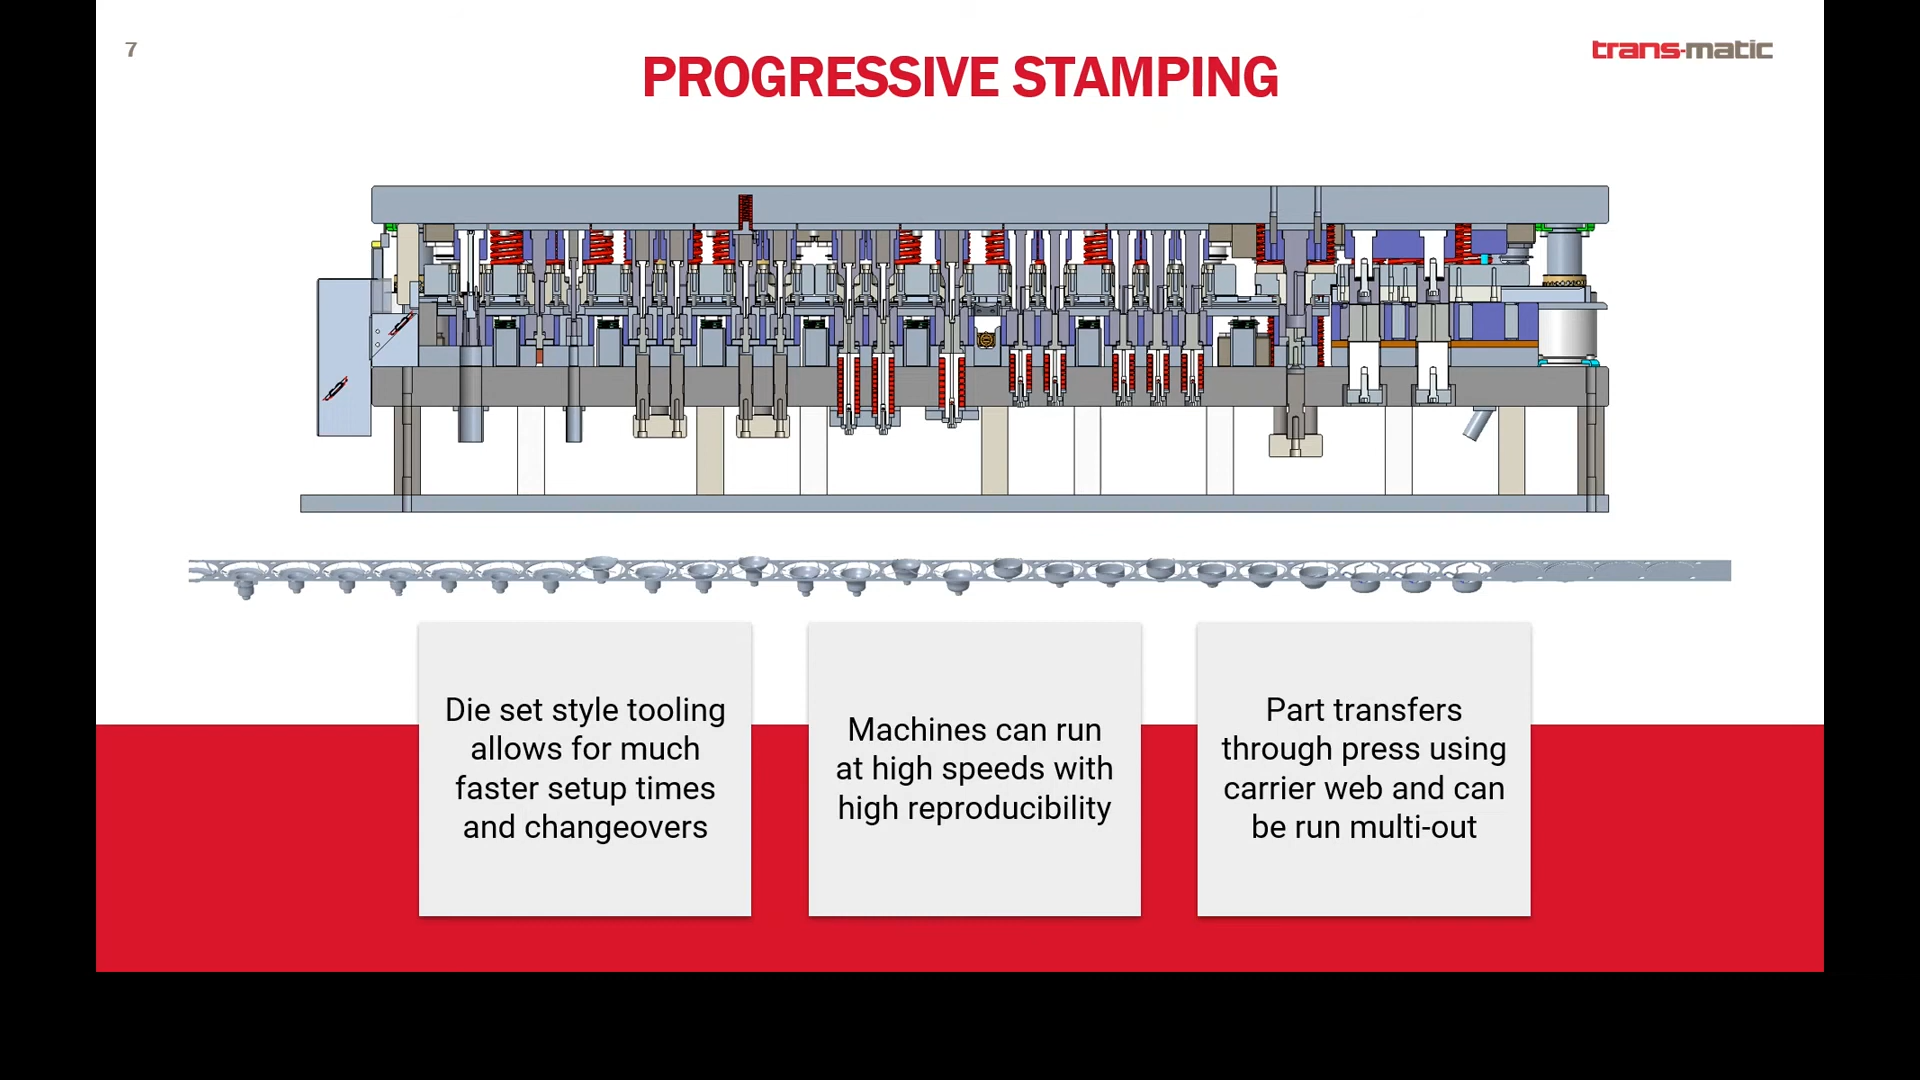 7
trans-matic
PROGRESSIVE STAMPING
Die set style tooling
allows for much
faster setup times
and changeovers
Machines can run
at high speeds with
high reproducibility
Part transfers
through press using
carrier web and can
be run multi-out